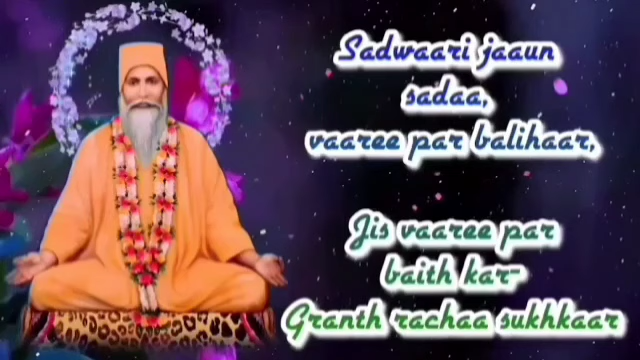 Sadwaari jaaun
sadaa,
vaaree par balihaar,
Jis vaaree par
baith kar-
Granth rachaa sukhkaar